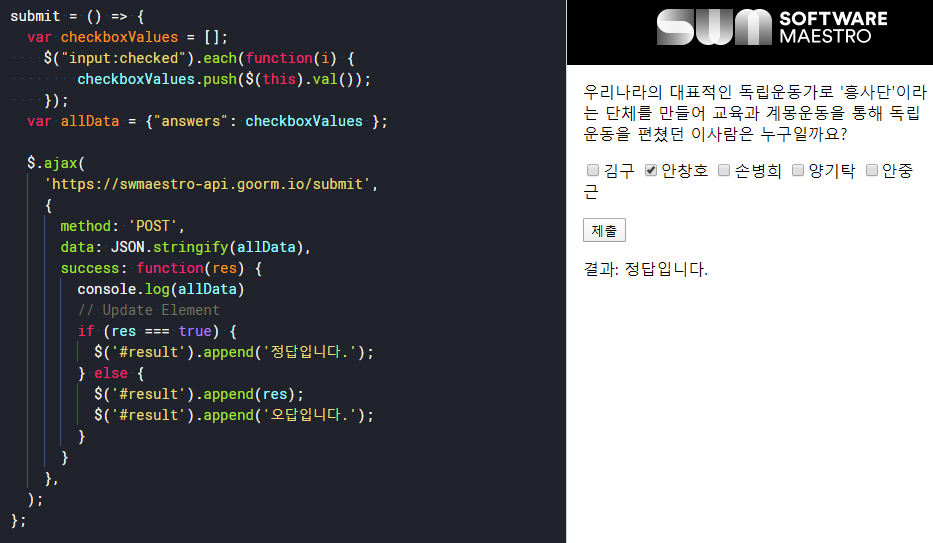 submit = () => {
var checkboxValues = [];
$("input:checked").each(function(i) {
checkboxValues.push($(this).val());
});
var allData = {"answers": checkboxValues };
$.ajax(
'https://swmaestro-api.goorm.io/submit',
{
method: 'POST',
data: JSON.stringify(allData),
success: function(res) {
console.log(allData)
// Update Element
if (res === true) {
$('#result').append('정답입니다.');
} else {
$('#result').append(res);
$('#result').append('오답입니다.');
}
}
},
);
};
swm SOFTWARE
MAESTRO
우리나라의 대표적인 독립운동가로 '흥사단'이라
는 단체를 만들어 교육과 계몽운동을 통해 독립
운동을 편쳤던 이사람은 누구일까요?
김구 안창호 손병희 양기탁 안중
근
제출
결과: 정답입니다.